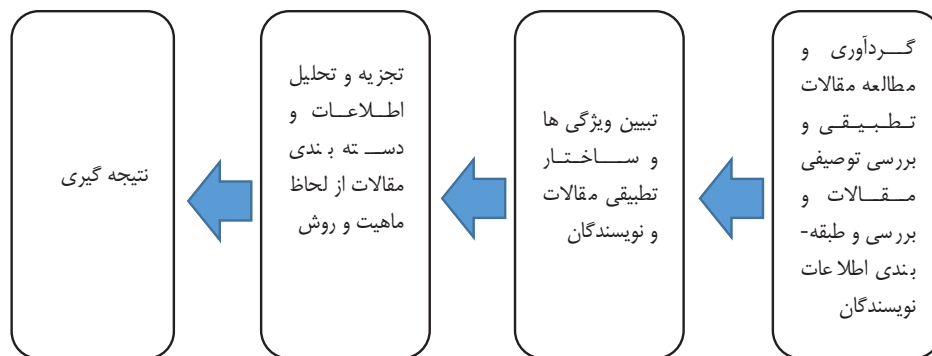 گردآوری و
مطالعه مقالات
تطبیقی و
بررسی توصیفی
مقالات و
بررسی و طبقه-
بندی اطلاعات
نویسندگان
تبیین ویژگی ها
و ساختار
تطبیقی مقالات
و نویسندگان
تجزیه و تحلیل
اطلاعات و
دسته بندی
مقالات از لحاظ
ماهیت و روش
نتیجه گیری